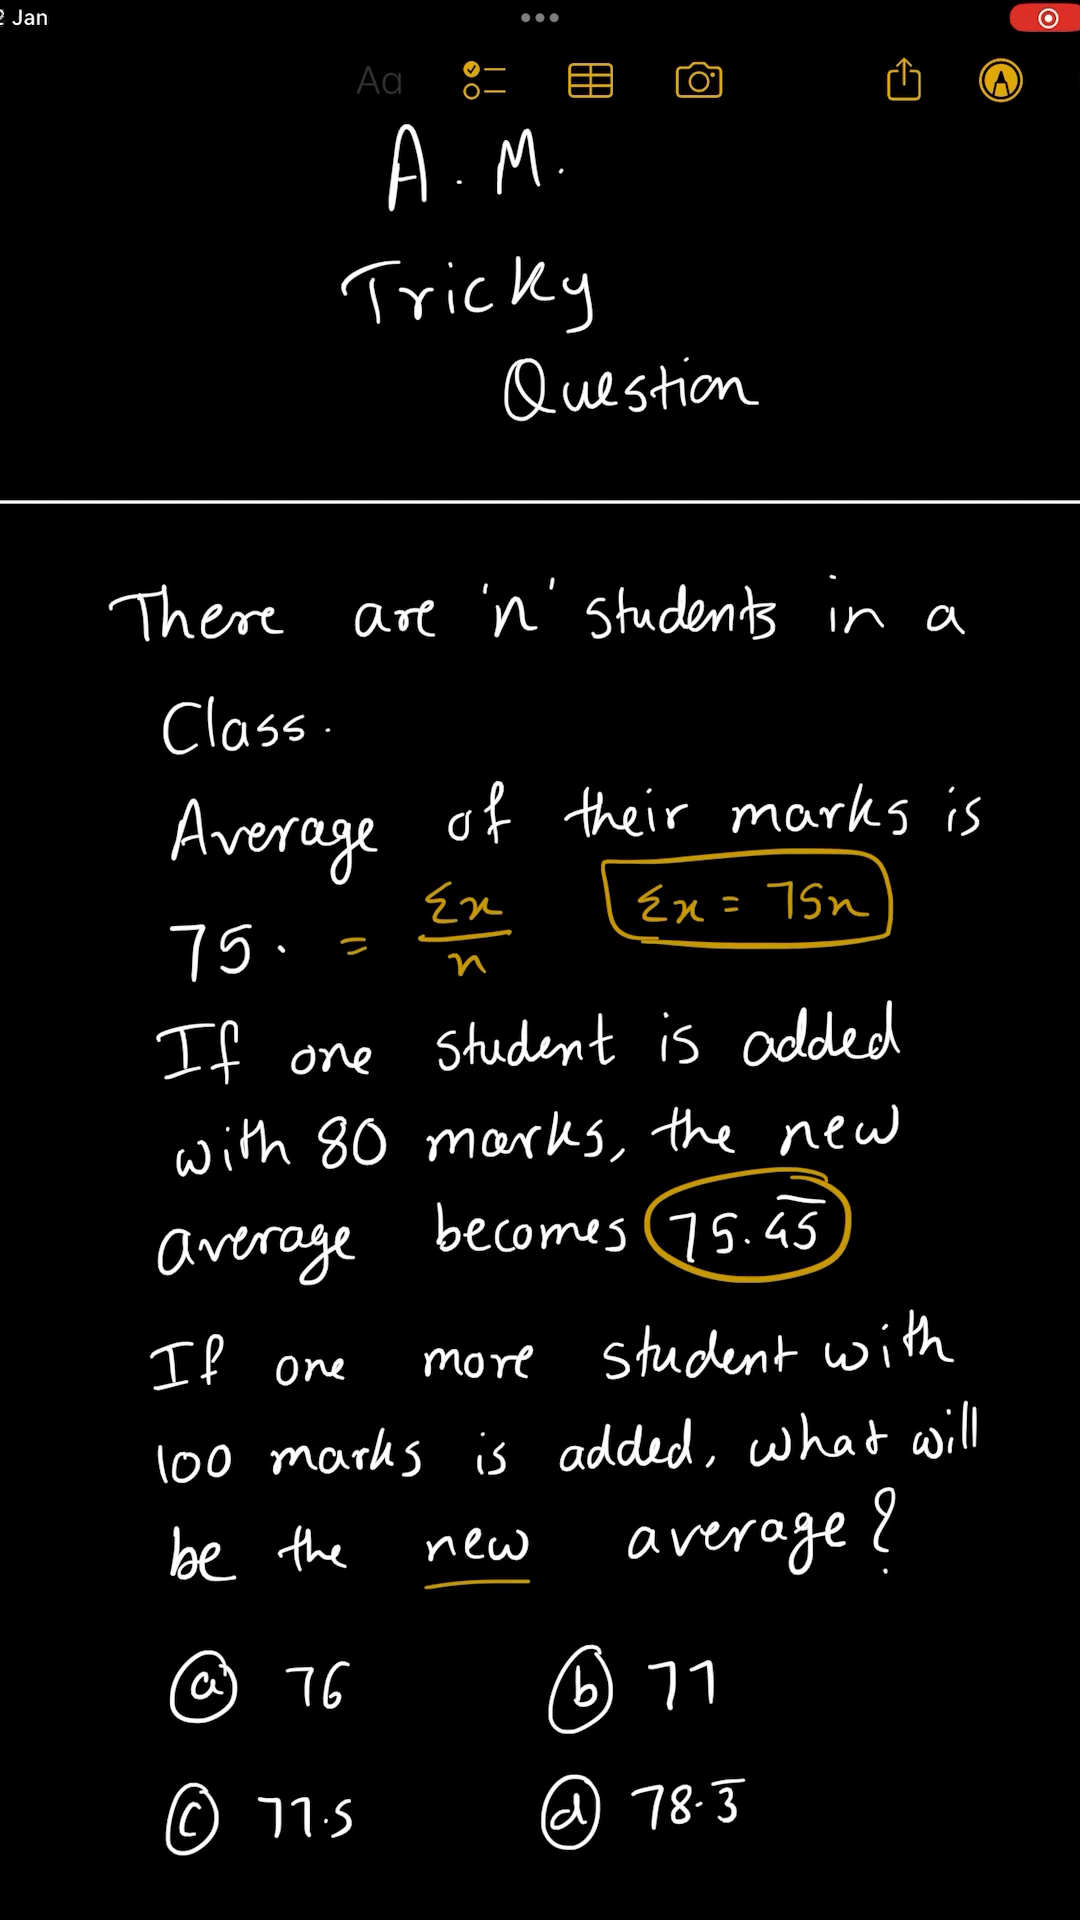 2 Jan
Aa
A.M.
Tricky
Question
There are 'n' students in a
Class.
Average of their marks is
75. = Σx/n Σx = 75n
If one student is added
with 80 marks, the new
average becomes 75.4̅5̅
If one more student with
100 marks is added, what will
be the new average?
(a) 76 (b) 77
(c) 77.5 (d) 78.3̅